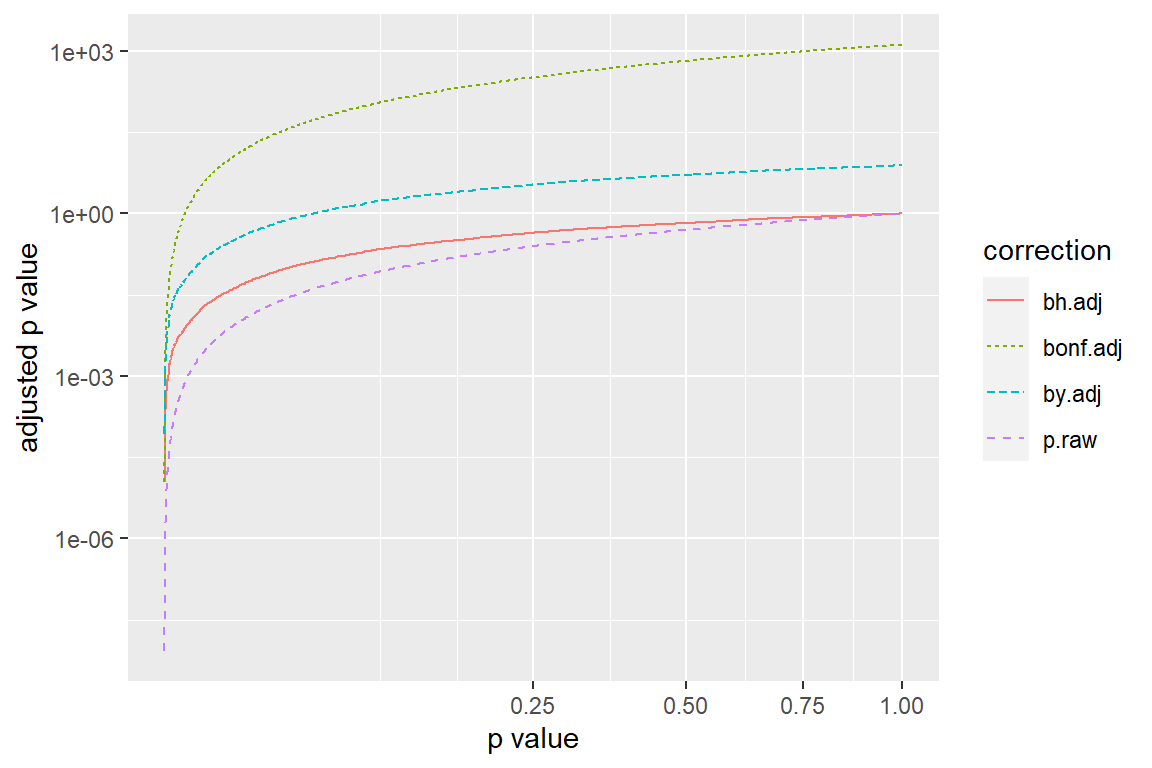 1e+03
1e+00
1e-03
1e-06
adjusted p value
0.25 0.50 0.75 1.00
p value
correction
bh.adj
bonf.adj
by.adj
p.raw